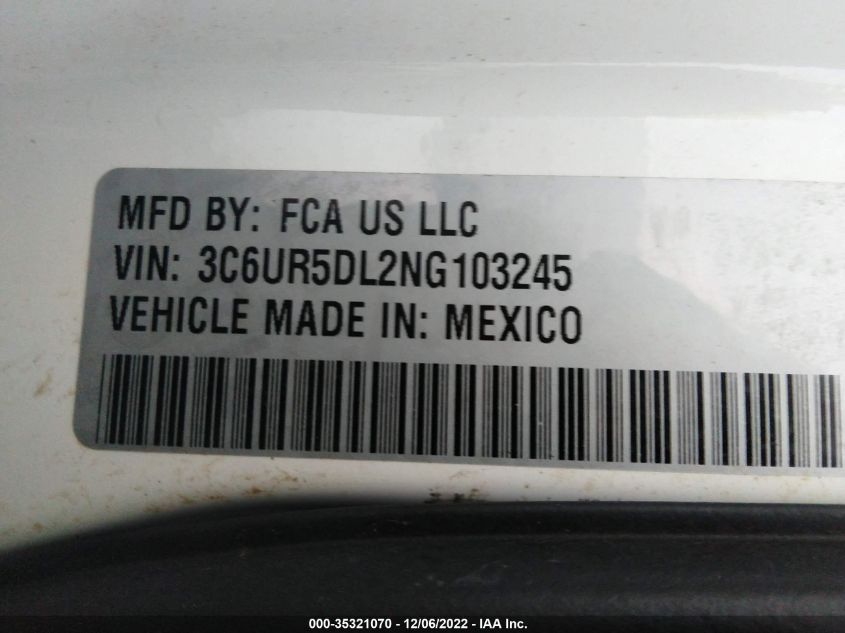 MFD BY: FCA US LLC
VIN: 3C6UR5DL2NG103245
VEHICLE MADE IN: MEXICO
000-35321070 - 12/06/2022 - IAA Inc.